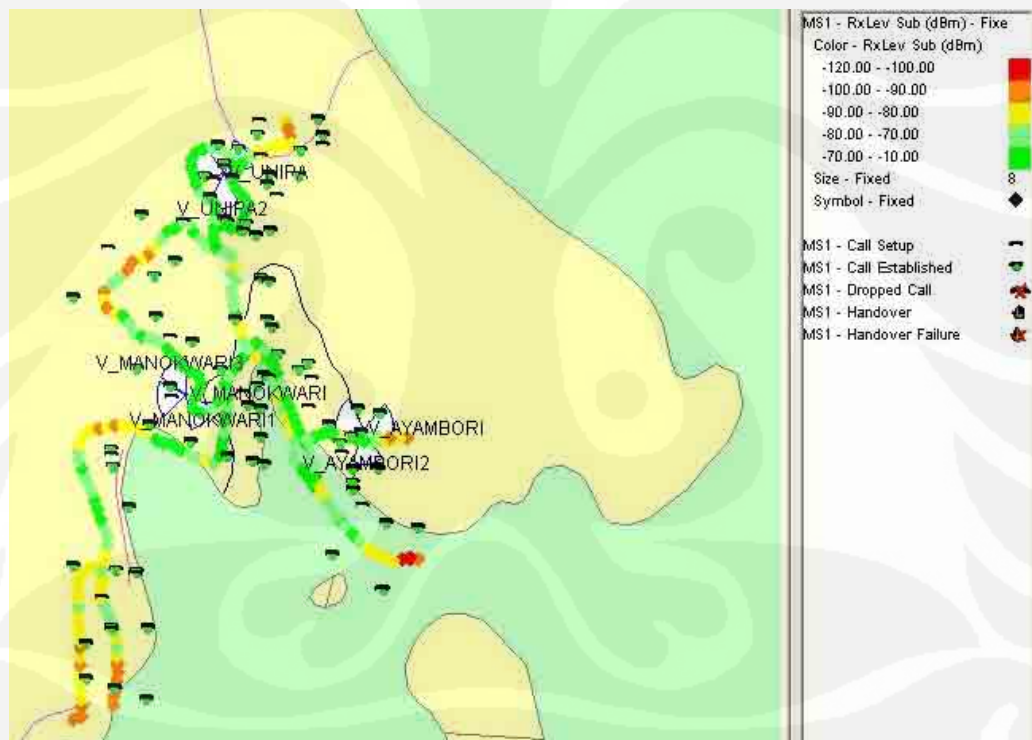 MS1 - RxLev Sub (dBm) - Fixe
Color - RxLev Sub (dBm)
-120.00 - -100.00
-100.00 - -90.00
-90.00 - -80.00
-80.00 - -70.00
-70.00 - -10.00
Size - Fixed 8
Symbol - Fixed
MS1 - Call Setup
MS1 - Call Established
MS1 - Dropped Call
MS1 - Handover
MS1 - Handover Failure
UNIPA
V_UNIPA2
V_MANOKWARI3
V_MANOKWARI
V_MANOKWARI1
V_AYAMBORI
V_AYAMBORI2